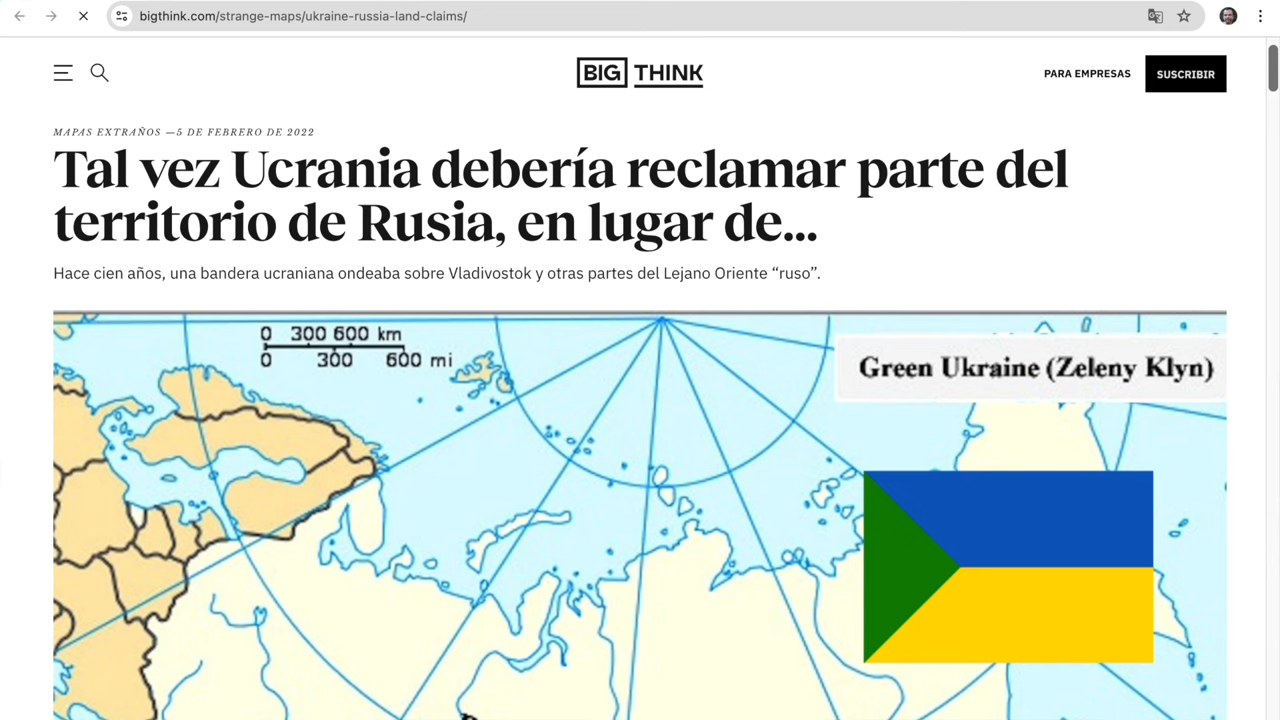 bigthink.com/strange-maps/ukraine-russia-land-claims/
BIG THINK
PARA EMPRESAS
SUSCRIBIR
MAPAS EXTRAÑOS —5 DE FEBRERO DE 2022
Tal vez Ucrania debería reclamar parte del
territorio de Rusia, en lugar de...
Hace cien años, una bandera ucraniana ondeaba sobre Vladivostok y otras partes del Lejano Oriente “ruso”.
0 300 600 km
0 300 600 mi
Green Ukraine (Zeleny Klyn)